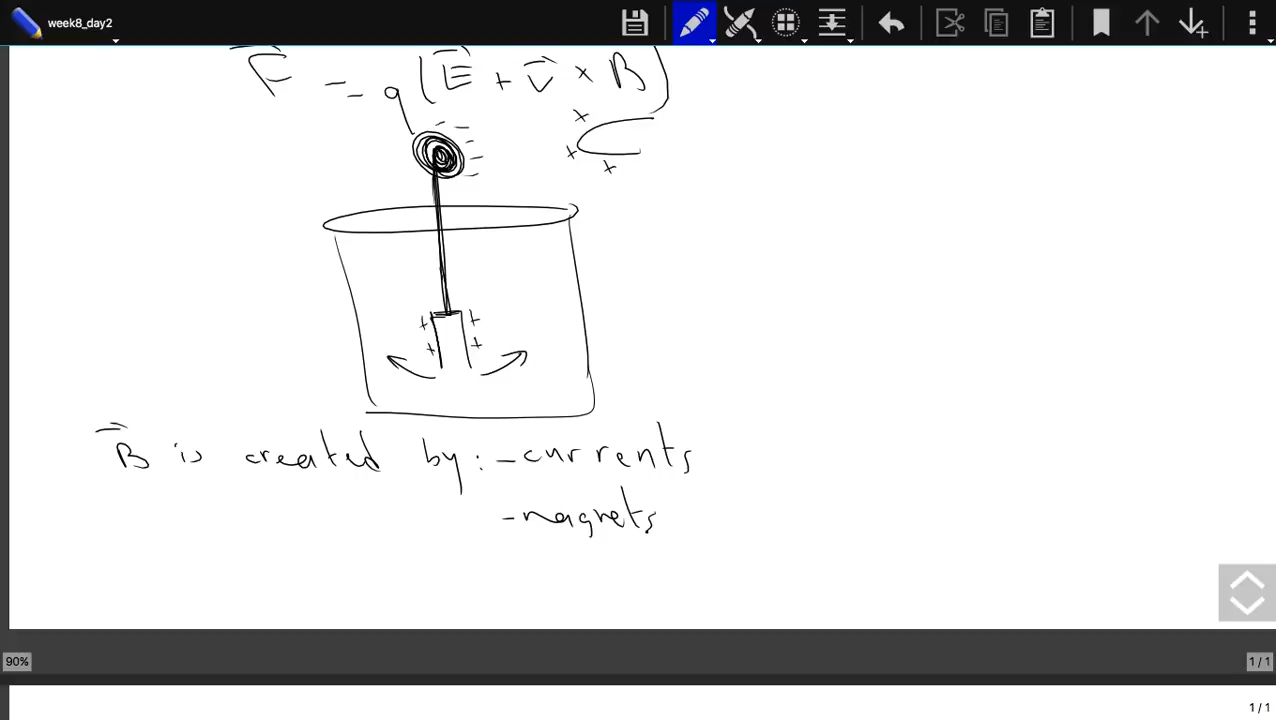 week8_day2
F⃗ = q (E⃗ + v⃗ × B)
B⃗ is created by: - currents
- magnets
90%
1/1
1/1